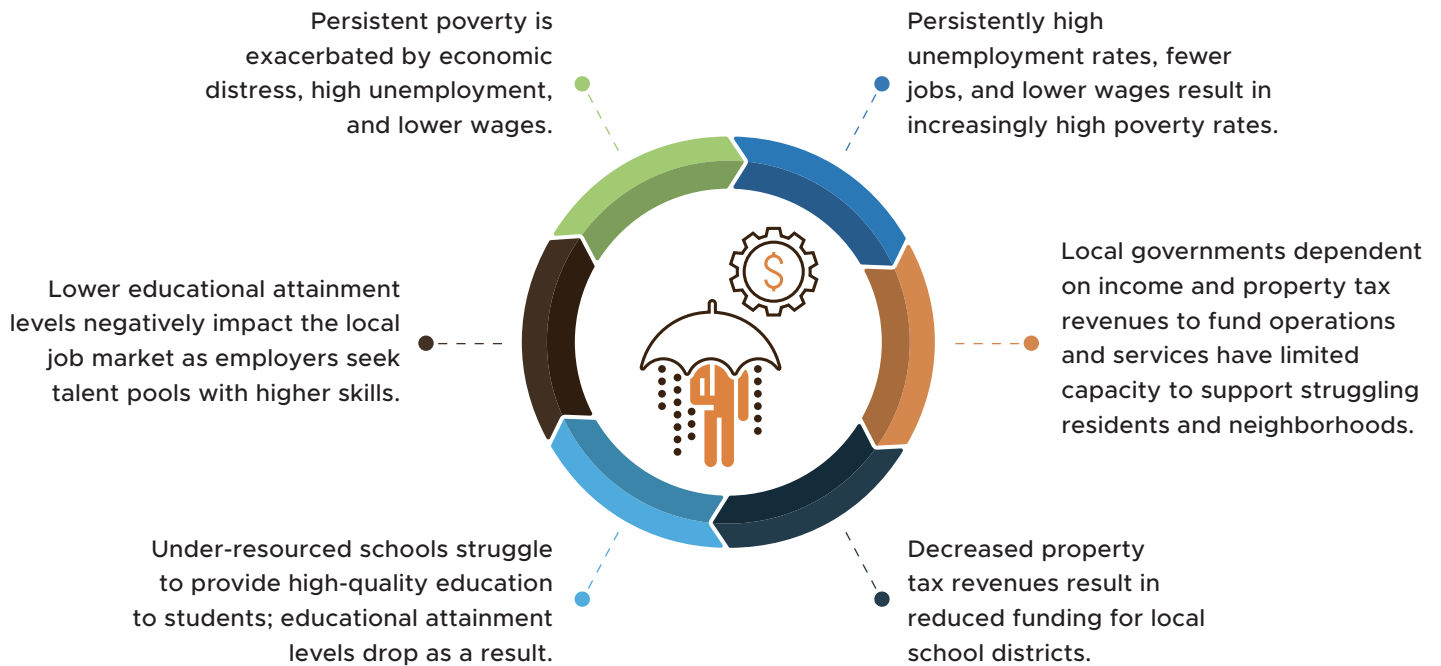 Persistent poverty is
exacerbated by economic
distress, high unemployment,
and lower wages.
Persistently high
unemployment rates, fewer
jobs, and lower wages result in
increasingly high poverty rates.
Local governments dependent
on income and property tax
revenues to fund operations
and services have limited
capacity to support struggling
residents and neighborhoods.
Decreased property
tax revenues result in
reduced funding for local
school districts.
Under-resourced schools struggle
to provide high-quality education
to students; educational attainment
levels drop as a result.
Lower educational attainment
levels negatively impact the local
job market as employers seek
talent pools with higher skills.
$